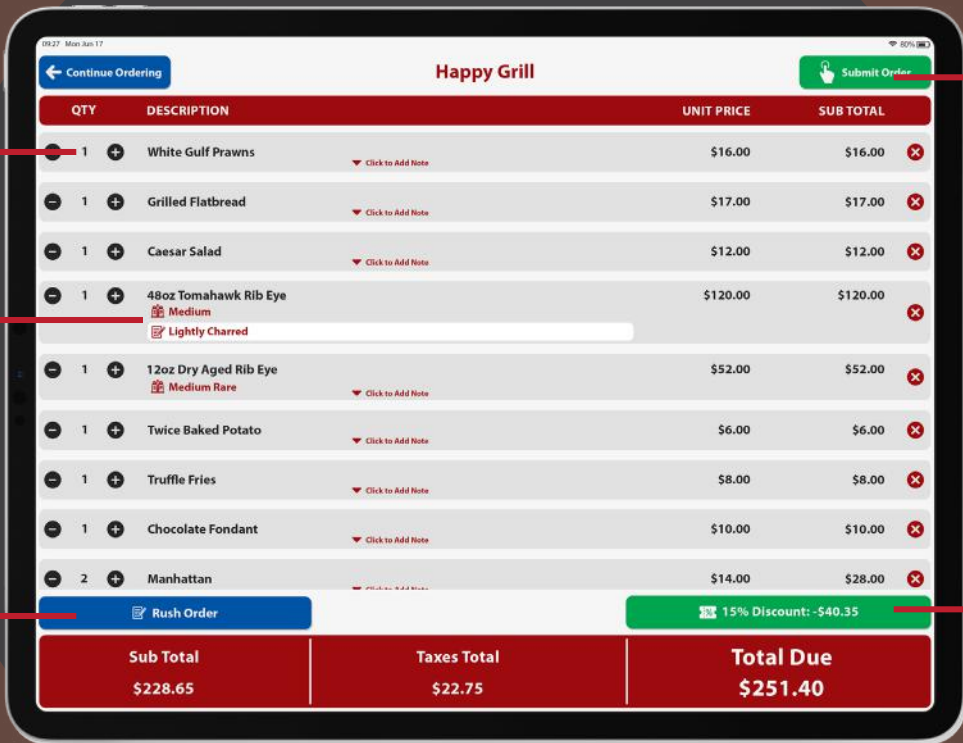 09:27 Mon Jun 17
80%
Continue Ordering
Happy Grill
Submit Order
QTY DESCRIPTION UNIT PRICE SUB TOTAL
1 White Gulf Prawns $16.00 $16.00
Click to Add Note
1 Grilled Flatbread $17.00 $17.00
Click to Add Note
1 Caesar Salad $12.00 $12.00
Click to Add Note
1 48oz Tomahawk Rib Eye $120.00 $120.00
Medium
Lightly Charred
1 12oz Dry Aged Rib Eye $52.00 $52.00
Medium Rare
Click to Add Note
1 Twice Baked Potato $6.00 $6.00
Click to Add Note
1 Truffle Fries $8.00 $8.00
Click to Add Note
1 Chocolate Fondant $10.00 $10.00
Click to Add Note
2 Manhattan $14.00 $28.00
Click to Add Note
Rush Order
% 15% Discount: -$40.35
Sub Total Taxes Total Total Due
$228.65 $22.75 $251.40